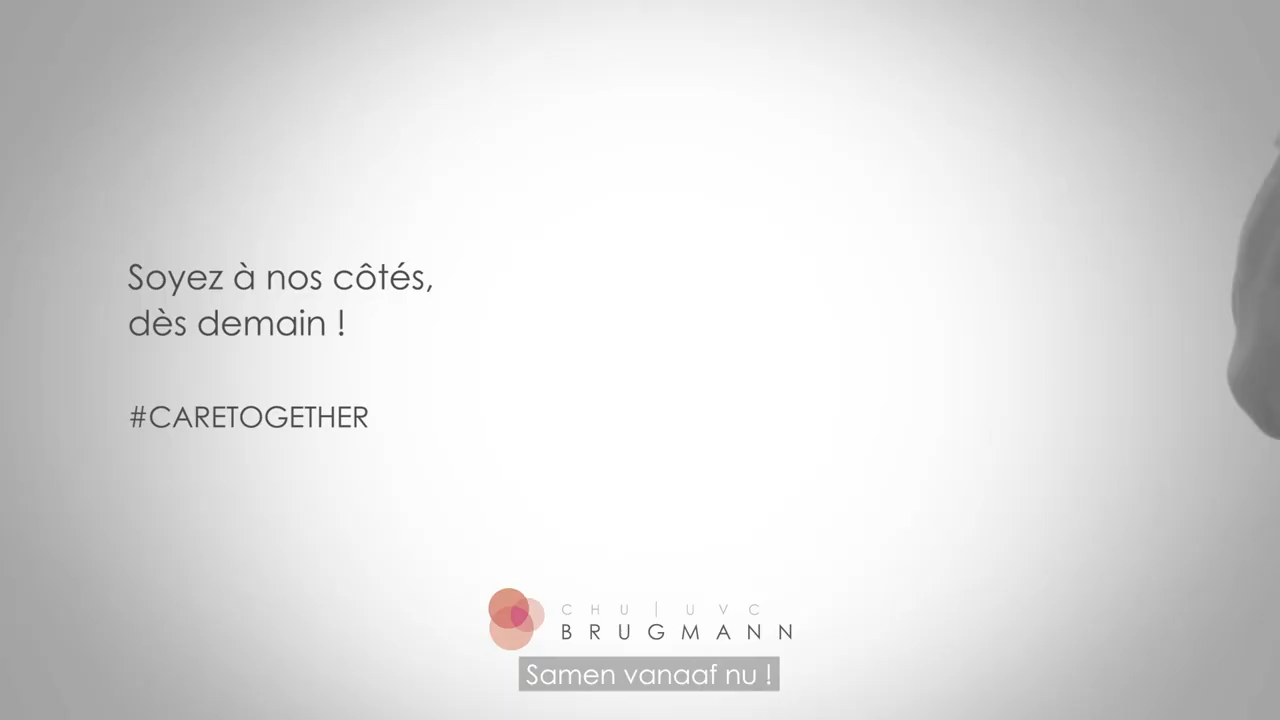 Soyez à nos côtés,
dès demain !
#CARETOGETHER
CHU | UVC
BRUGMANN
Samen vanaaf nu !